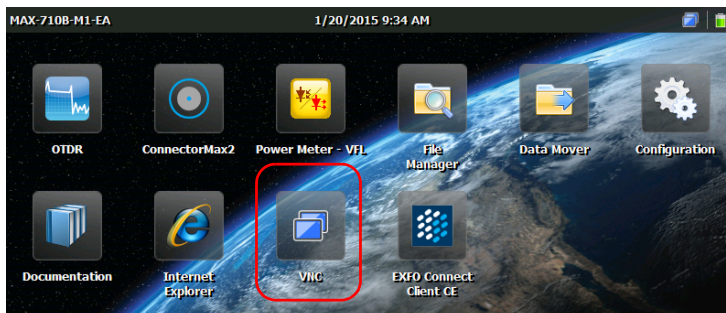 MAX-710B-M1-EA 1/20/2015 9:34 AM
OTDR ConnectorMax2 Power Meter - VFL File Manager Data Mover Configuration
Documentation Internet Explorer VNC EXFO Connect Client CE